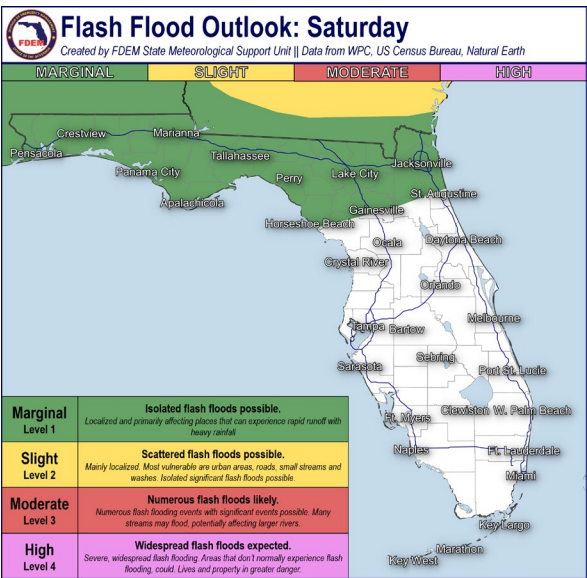 Flash Flood Outlook: Saturday
Created by FDEM State Meteorological Support Unit || Data from WPC, US Census Bureau, Natural Earth
FDEM
MARGINAL
SLIGHT
MODERATE
HIGH
Crestview
Marianna
Pensacola
Tallahassee
Jacksonville
Panama City
Perry
Lake City
Apalachicola
St. Augustine
Gainesville
Horseshoe Beach
Ocala
Daytona Beach
Crystal River
Orlando
Melbourne
Tampa
Bartow
Sebring
Sarasota
Port St. Lucie
Ft. Myers
Clewiston
W. Palm Beach
Naples
Ft. Lauderdale
Miami
Key Largo
Marathon
Key West
Marginal
Level 1
Isolated flash floods possible.
Localized and primarily affecting places that can experience rapid runoff with
heavy rainfall
Slight
Level 2
Scattered flash floods possible.
Mainly localized. Most vulnerable are urban areas, roads, small streams and
washes. Isolated significant flash floods possible.
Moderate
Level 3
Numerous flash floods likely.
Numerous flash flooding events with significant events possible. Many
streams may flood, potentially affecting larger rivers.
High
Level 4
Widespread flash floods expected.
Severe, widespread flash flooding. Areas that don't normally experience flash
flooding, could. Lives and property in greater danger.